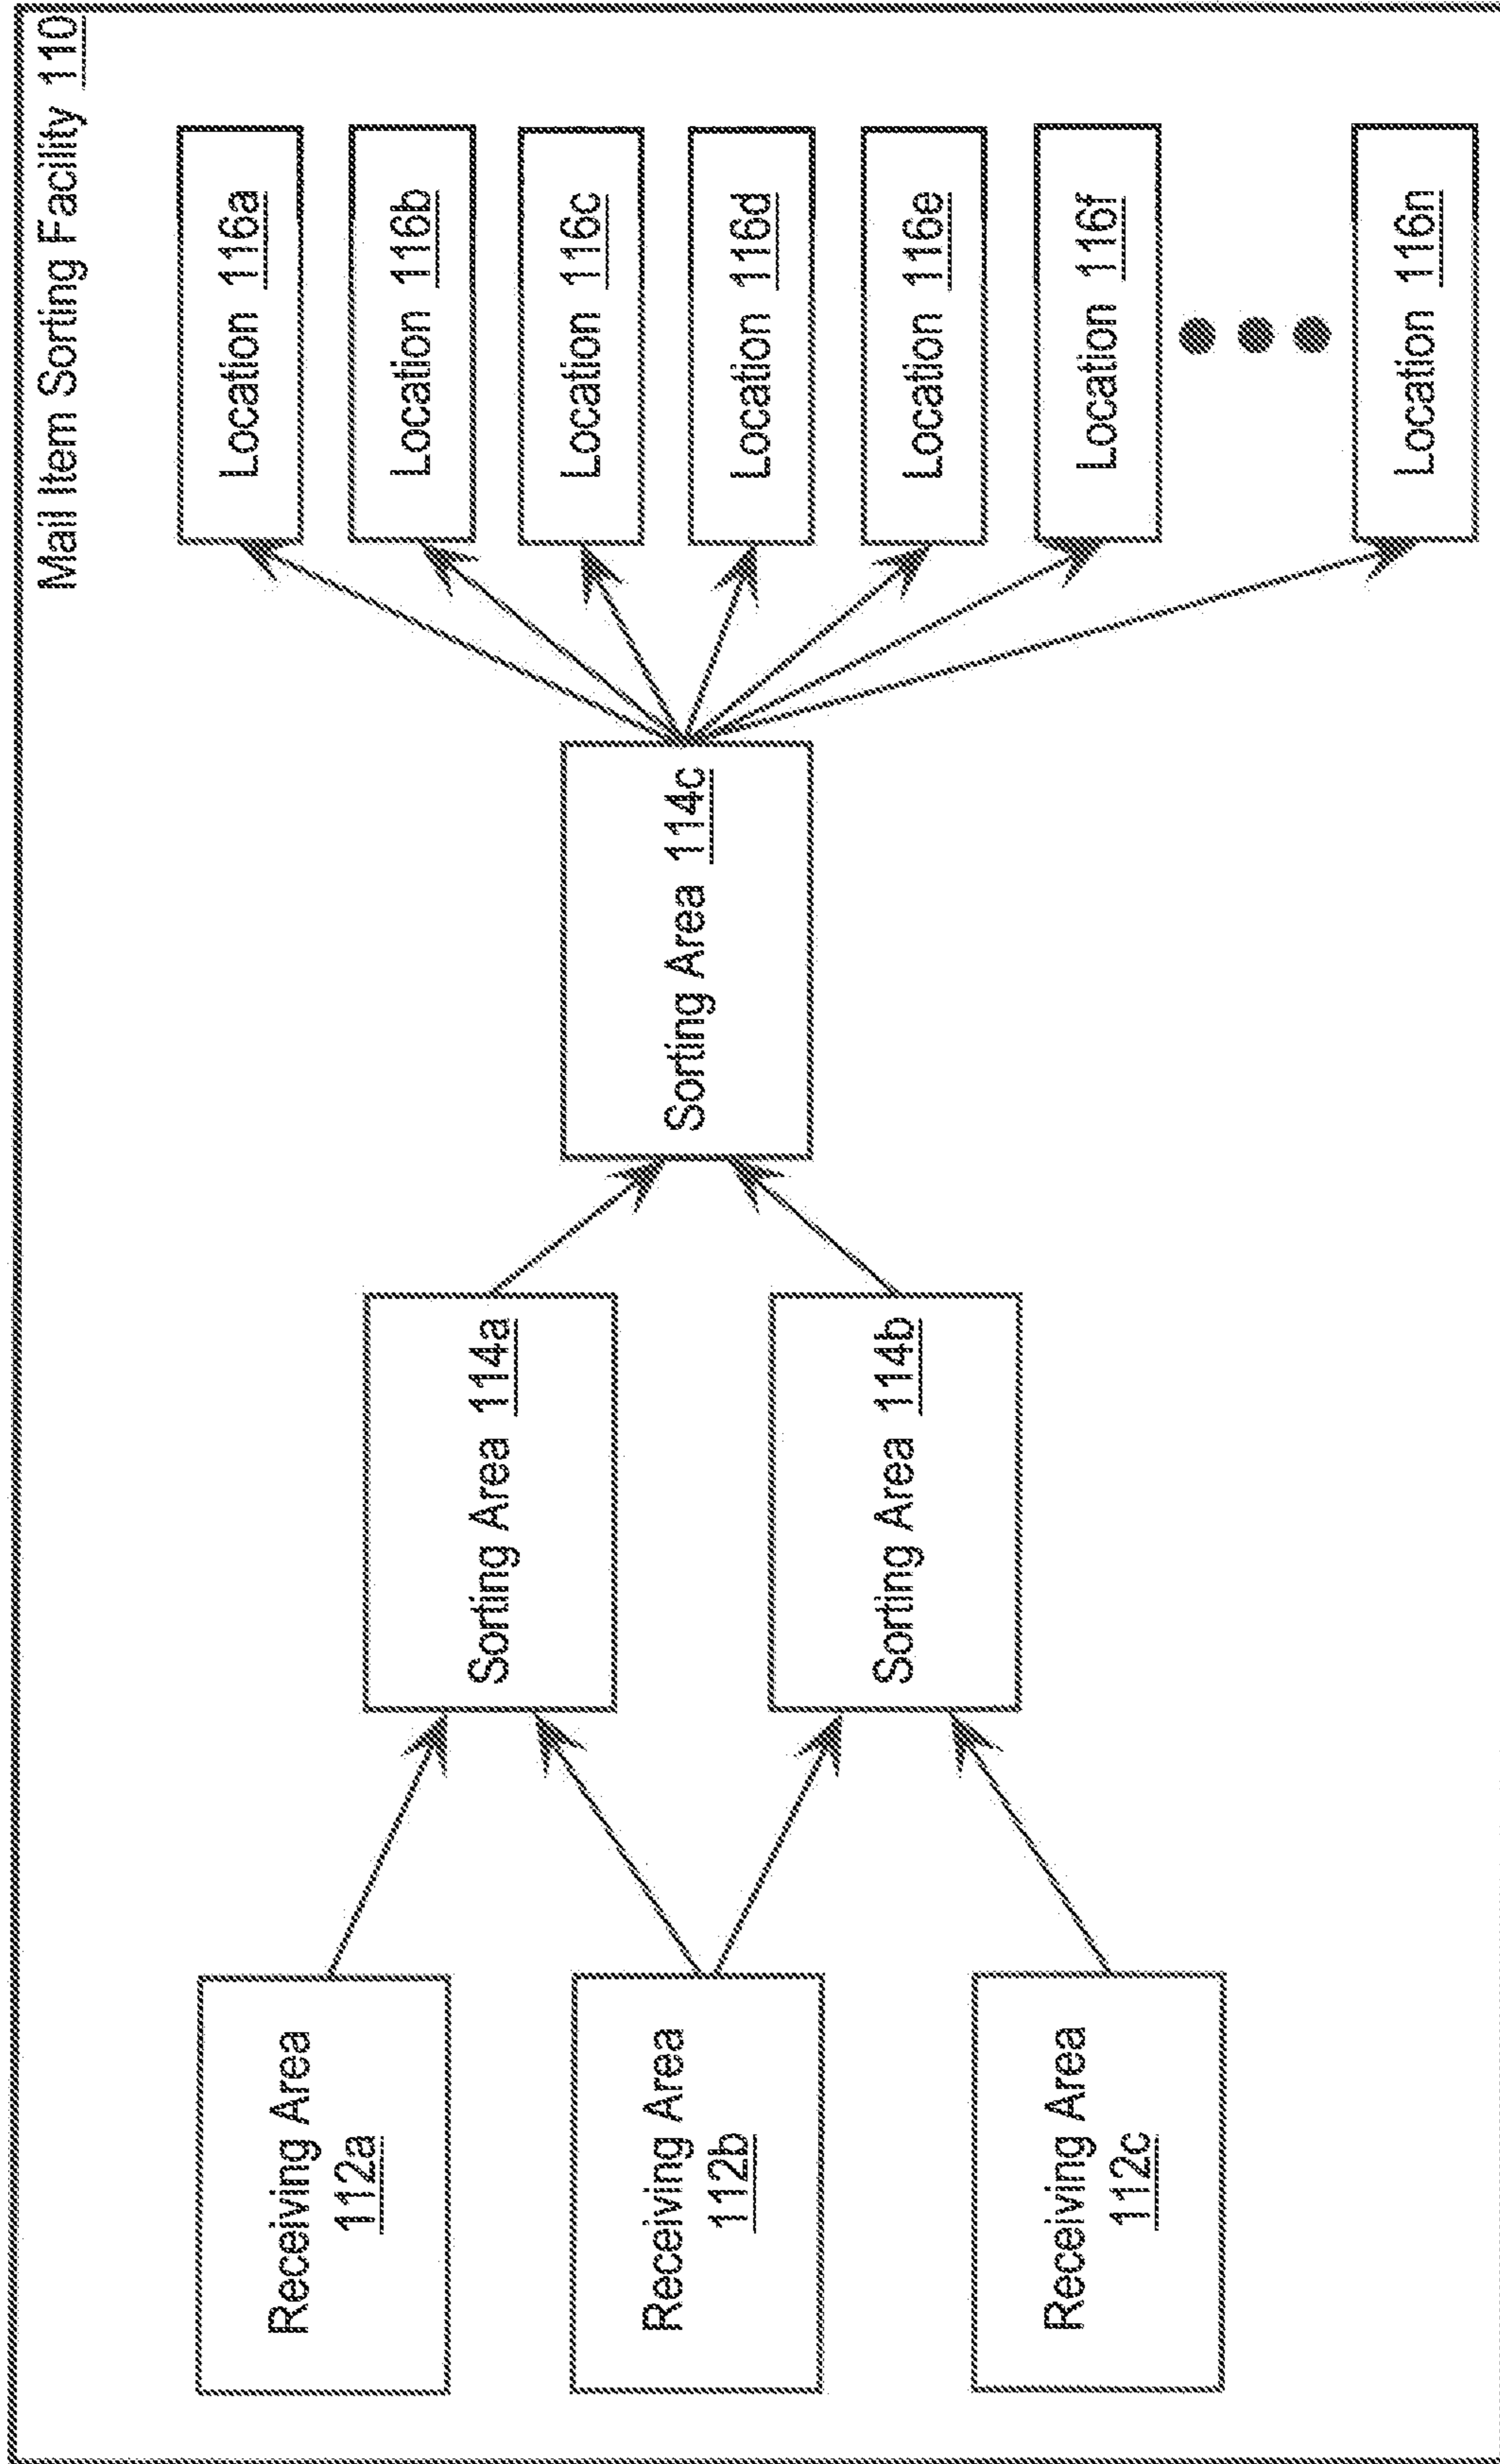 Mail Item Sorting Facility 110
Receiving Area
112a
Receiving Area
112b
Receiving Area
112c
Sorting Area 114a
Sorting Area 114b
Sorting Area 114c
Location 116a
Location 116b
Location 116c
Location 116d
Location 116e
Location 116f
Location 116n